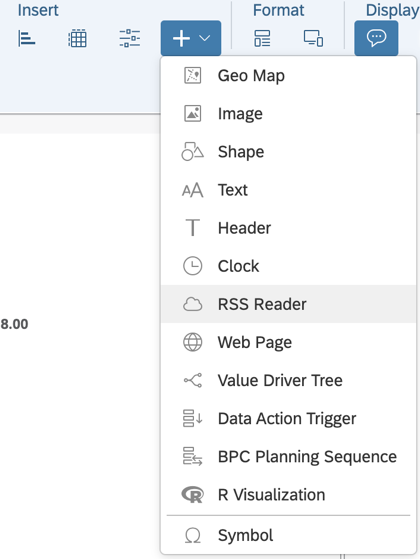 Insert
Format
Display
Geo Map
Image
Shape
Text
Header
Clock
RSS Reader
8.00
Web Page
Value Driver Tree
Data Action Trigger
BPC Planning Sequence
R Visualization
Symbol